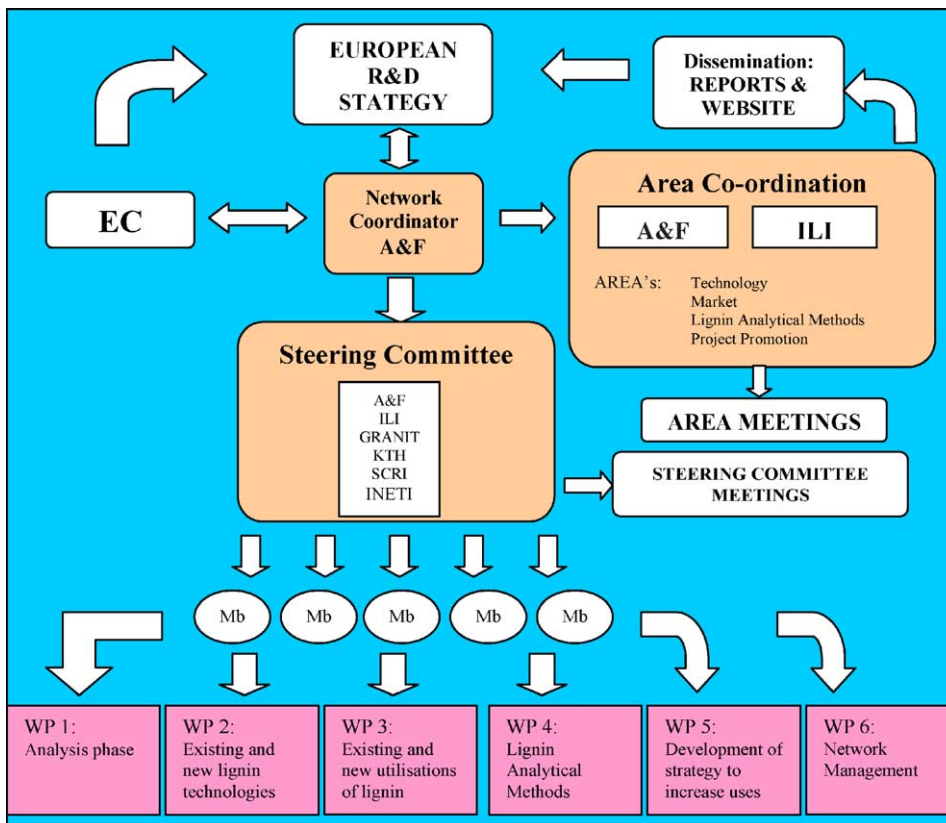 EUROPEAN
R&D
STATEGY
Dissemination:
REPORTS &
WEBSITE
EC
Network
Coordinator
A&F
Area Co-ordination
A&F
ILI
AREA's: Technology
Market
Lignin Analytical Methods
Project Promotion
Steering Committee
A&F
ILI
GRANIT
KTH
SCRI
INETI
AREA MEETINGS
STEERING COMMITTEE
MEETINGS
Mb
Mb
Mb
Mb
Mb
WP 1:
Analysis phase
WP 2:
Existing and
new lignin
technologies
WP 3:
Existing and
new utilisations
of lignin
WP 4:
Lignin
Analytical
Methods
WP 5:
Development of
strategy to
increase uses
WP 6:
Network
Management